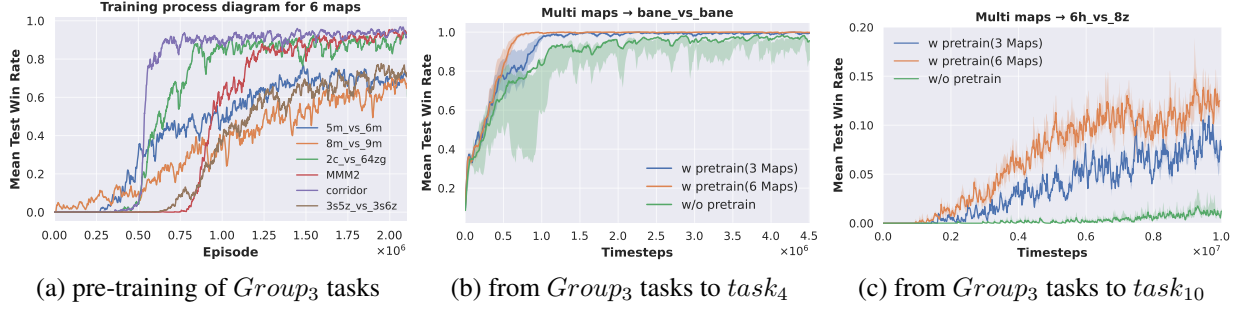 Training process diagram for 6 maps
Mean Test Win Rate
1.0
0.8
0.6
0.4
0.2
0.0
5m_vs_6m
8m_vs_9m
2c_vs_64zg
MMM2
corridor
3s5z_vs_3s6z
0.00 0.25 0.50 0.75 1.00 1.25 1.50 1.75 2.00
Episode
×10⁶
(a) pre-training of Group₃ tasks
Multi maps → bane_vs_bane
Mean Test Win Rate
1.0
0.8
0.6
0.4
0.2
w pretrain(3 Maps)
w pretrain(6 Maps)
w/o pretrain
0.0 0.5 1.0 1.5 2.0 2.5 3.0 3.5 4.0 4.5
Timesteps
×10⁶
(b) from Group₃ tasks to task₄
Multi maps → 6h_vs_8z
Mean Test Win Rate
0.20
0.15
0.10
0.05
0.00
w pretrain(3 Maps)
w pretrain(6 Maps)
w/o pretrain
0.0 0.2 0.4 0.6 0.8 1.0
Timesteps
×10⁷
(c) from Group₃ tasks to task₁₀